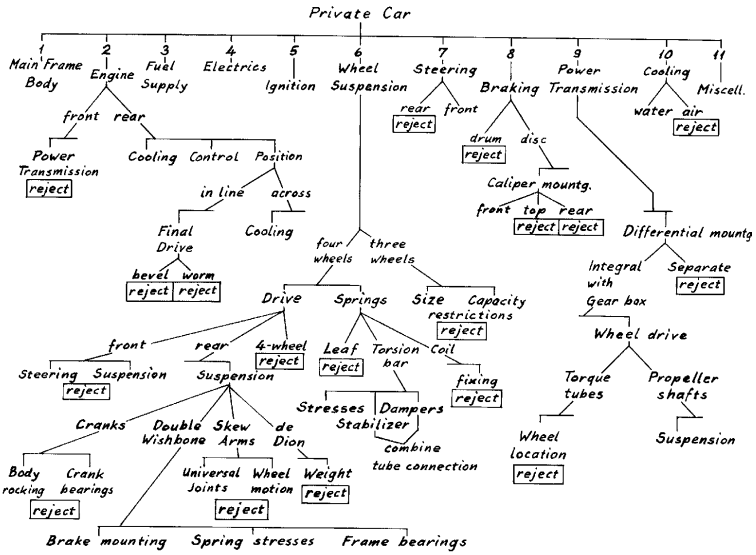 Private Car
1 2 3 4 5 6 7 8 9 10 11
Main Frame
Body
Engine
Fuel
Supply
Electrics
Ignition
Wheel
Suspension
Steering
Braking
Power
Transmission
Cooling
Miscell.
front rear
rear front
reject
water air
reject
drum disc
reject
Power
Transmission
reject
Cooling Control Position
Caliper mountg.
front top rear
reject reject
in line across
Final
Drive
Cooling
bevel worm
reject reject
four
wheels
three
wheels
Differential mountg
Integral
with
Gear box
Separate
reject
Drive Springs
Size Capacity
restrictions
reject
Wheel drive
front rear 4-wheel
reject
Leaf
reject
Torsion
bar
Coil
fixing
reject
Steering Suspension
reject
Suspension
Torque
tubes
Propeller
shafts
Stresses Dampers
Stabilizer
combine
tube connection
Wheel
location
reject
Suspension
Cranks
Double
Wishbone
Skew
Arms
de
Dion
Body
rocking
Crank
bearings
reject
Universal
Joints
Wheel
motion
reject
Weight
reject
Brake mounting Spring stresses Frame bearings